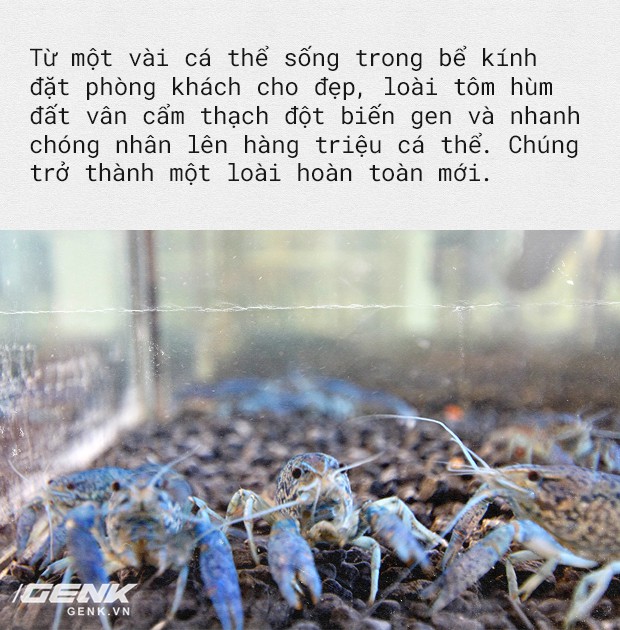 Từ một vài cá thể sống trong bể kính
đặt phòng khách cho đẹp, loài tôm hùm
đất vân cẩm thạch đột biến gen và nhanh
chóng nhân lên hàng triệu cá thể. Chúng
trở thành một loài hoàn toàn mới.
GENK
GENK.VN